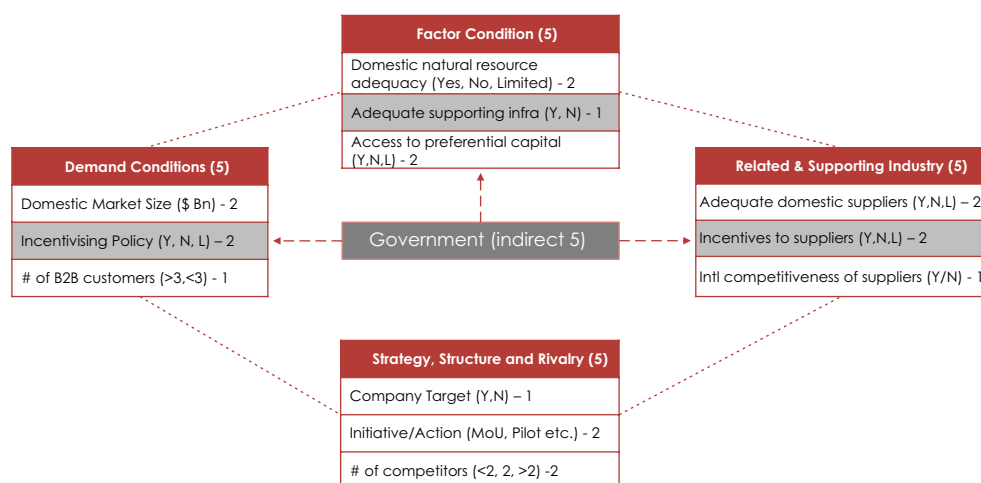 Factor Condition (5)
Domestic natural resource
adequacy (Yes, No, Limited) - 2
Adequate supporting infra (Y, N) - 1
Access to preferential capital
(Y,N,L) – 2
Demand Conditions (5)
Domestic Market Size ($ Bn) - 2
Incentivising Policy (Y, N, L) – 2
# of B2B customers (>3,<3) - 1
Government (indirect 5)
Related & Supporting Industry (5)
Adequate domestic suppliers (Y,N,L) – 2
Incentives to suppliers (Y,N,L) – 2
Intl competitiveness of suppliers (Y/N) - 1
Strategy, Structure and Rivalry (5)
Company Target (Y,N) – 1
Initiative/Action (MoU, Pilot etc.) - 2
# of competitors (<2, 2, >2) -2